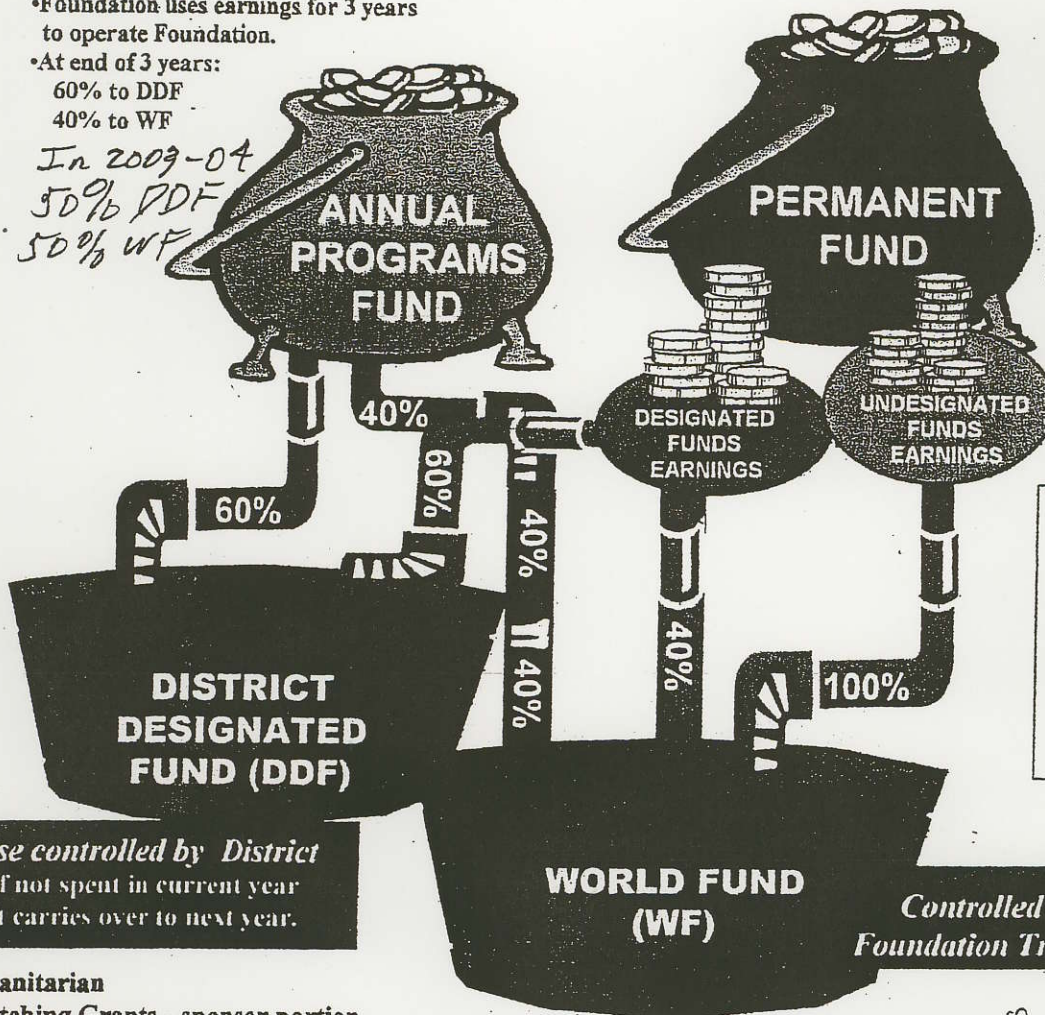 •Foundation uses earnings for 3 years
to operate Foundation.
•At end of 3 years:
60% to DDF
40% to WF
In 2003-04
50% DDF
50% WF
ANNUAL
PROGRAMS
FUND
PERMANENT
FUND
40%
60%
60%
40%
40%
DESIGNATED
FUNDS
EARNINGS
UNDESIGNATED
FUNDS
EARNINGS
40%
100%
DISTRICT
DESIGNATED
FUND (DDF)
se controlled by District
f not spent in current year
t carries over to next year.
WORLD FUND
(WF)
Controlled
Foundation Tr
anitarian